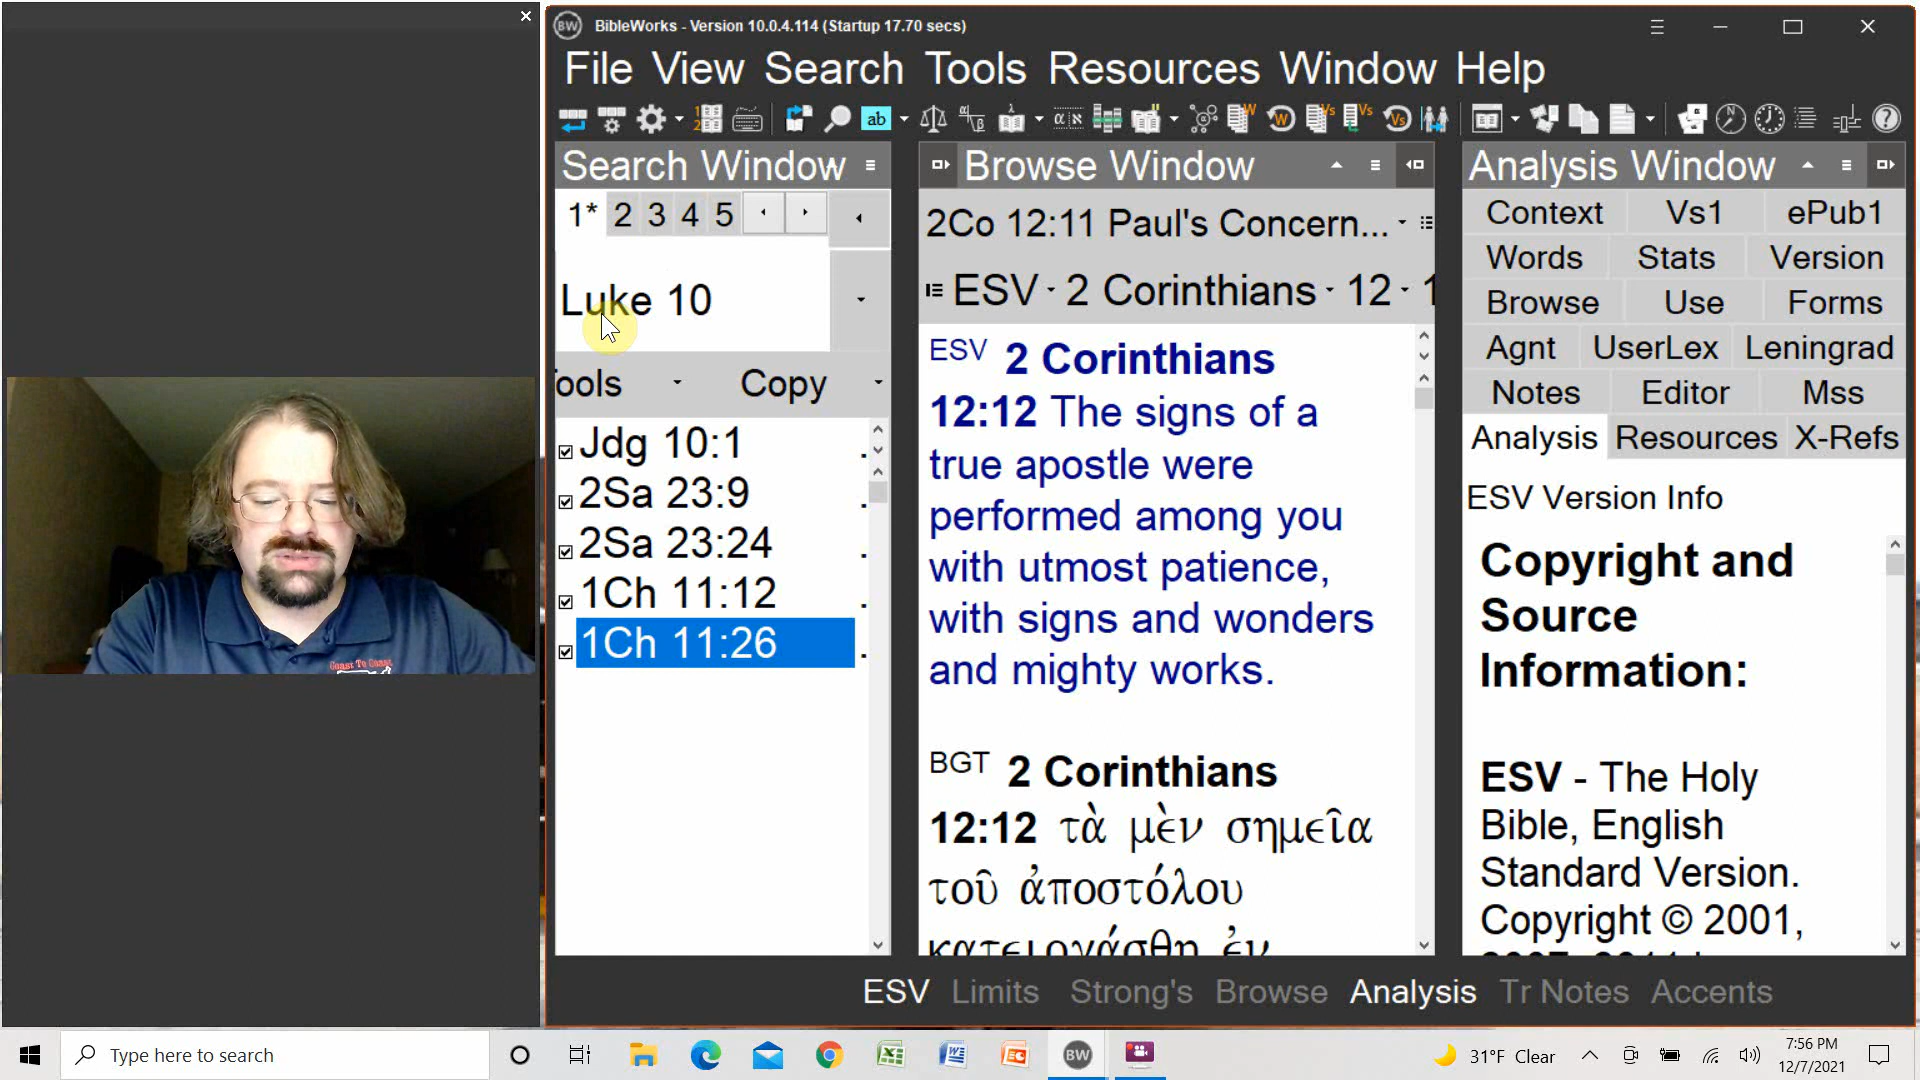 BibleWorks - Version 10.0.4.114 (Startup 17.70 secs)
File View Search Tools Resources Window Help
Search Window
1* 2 3 4 5
Luke 10
Copy
Jdg 10:1
2Sa 23:9
2Sa 23:24
1Ch 11:12
1Ch 11:26
Browse Window
2Co 12:11 Paul's Concern...
ESV 2 Corinthians 12
ESV 2 Corinthians
12:12 The signs of a
true apostle were
performed among you
with utmost patience,
with signs and wonders
and mighty works.
BGT 2 Corinthians
12:12 τὰ μὲν σημεῖα
τοῦ ἀποστόλου
κατειργάσθη ἐν
Analysis Window
Context Vs1 ePub1
Words Stats Version
Browse Use Forms
Agnt UserLex Leningrad
Notes Editor Mss
Analysis Resources X-Refs
ESV Version Info
Copyright and
Source
Information:
ESV - The Holy
Bible, English
Standard Version.
Copyright © 2001,
ESV Limits Strong's Browse Analysis Tr Notes Accents
Coast To Coast
Type here to search
31°F Clear
7:56 PM
12/7/2021